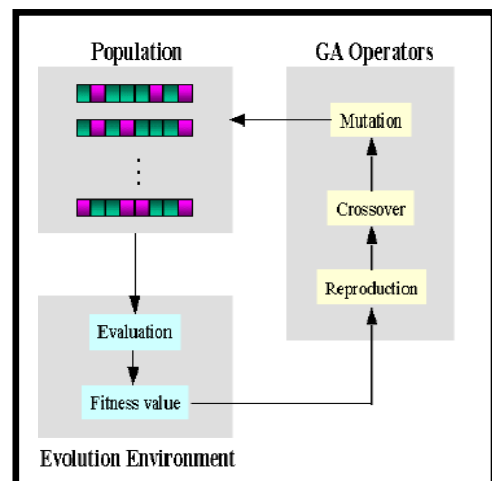 Population
GA Operators
Mutation
Crossover
Reproduction
Evaluation
Fitness value
Evolution Environment